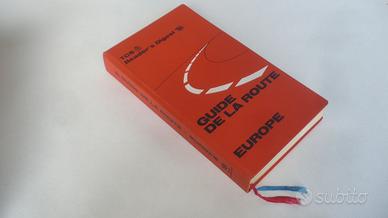 TCS
Reader's Digest
GUIDE
DE LA ROUTE
EUROPE
subito